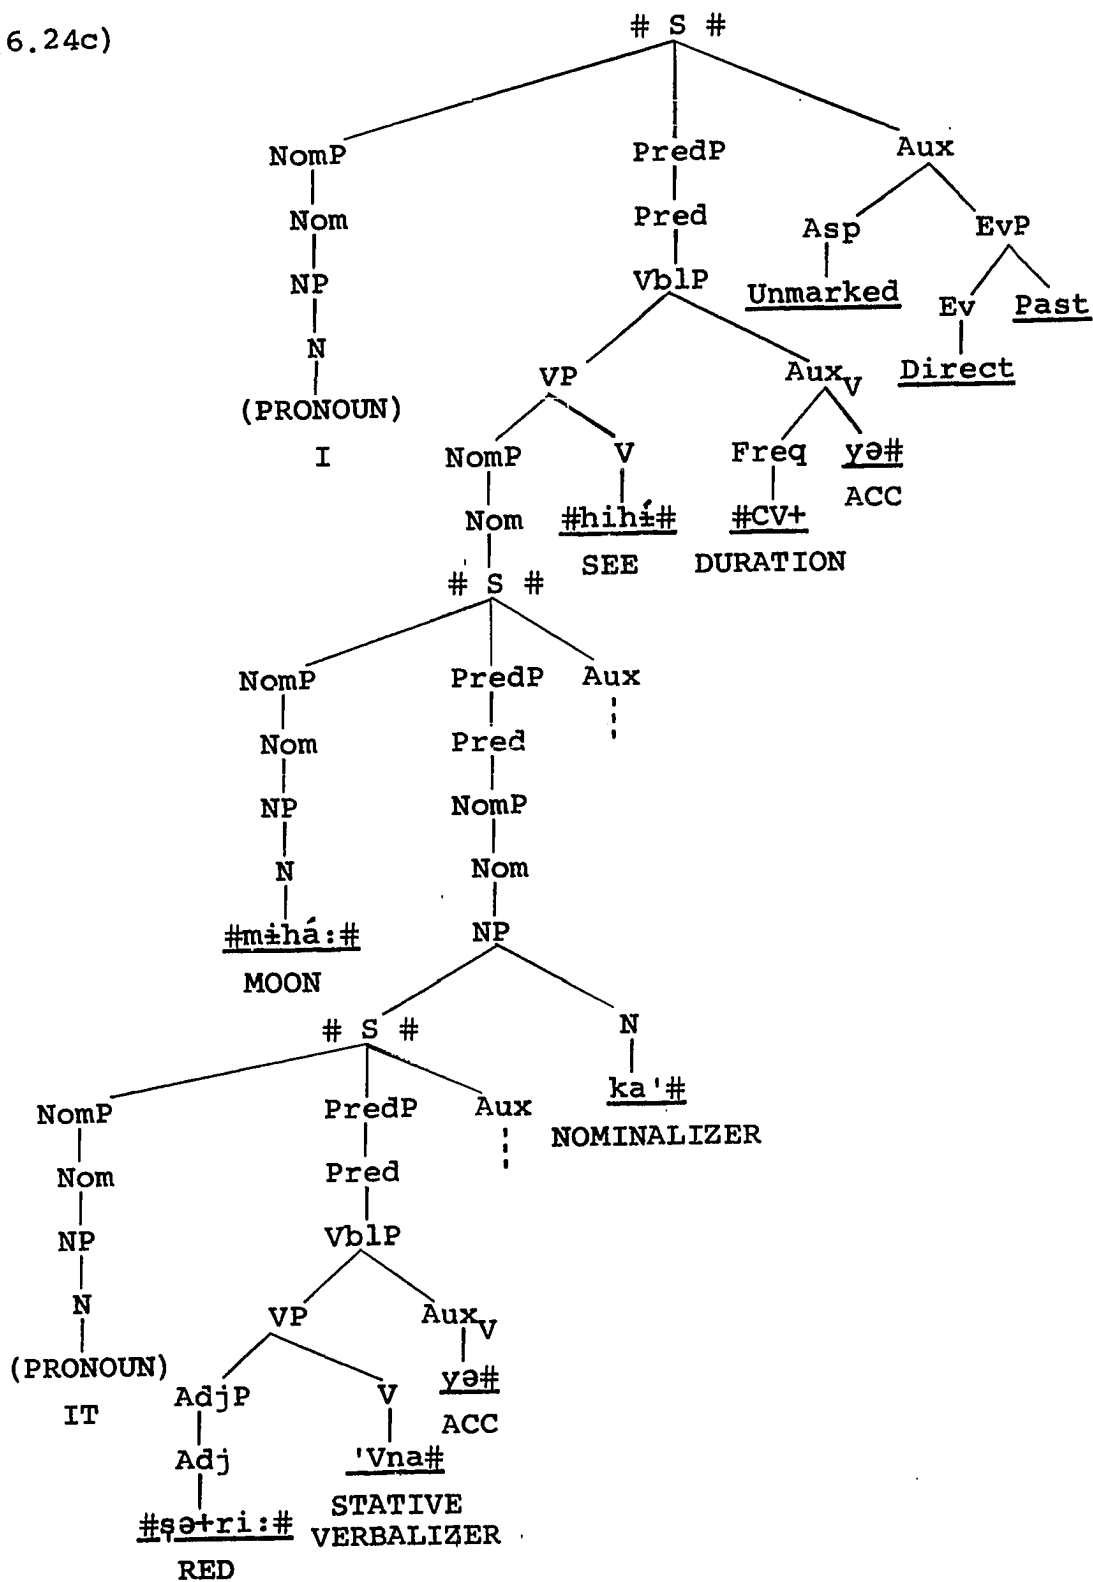 6.24c)
# S #
NomP PredP Aux
Nom Pred Asp EvP
NP VblP Unmarked Ev Past
N VP Aux_V Direct
(PRONOUN)
I NomP V Freq yə#
ACC
Nom #hihɨ́# #CV+
SEE DURATION
# S #
NomP PredP Aux
Nom Pred
NP NomP
N Nom
#mɨhá:# NP
MOON
# S # N
ka'#
NomP PredP Aux NOMINALIZER
Nom Pred
NP VblP
N VP Aux_V
(PRONOUN) AdjP V yə#
IT ACC
Adj 'Vna#
#ṣə+ri:# STATIVE
VERBALIZER
RED